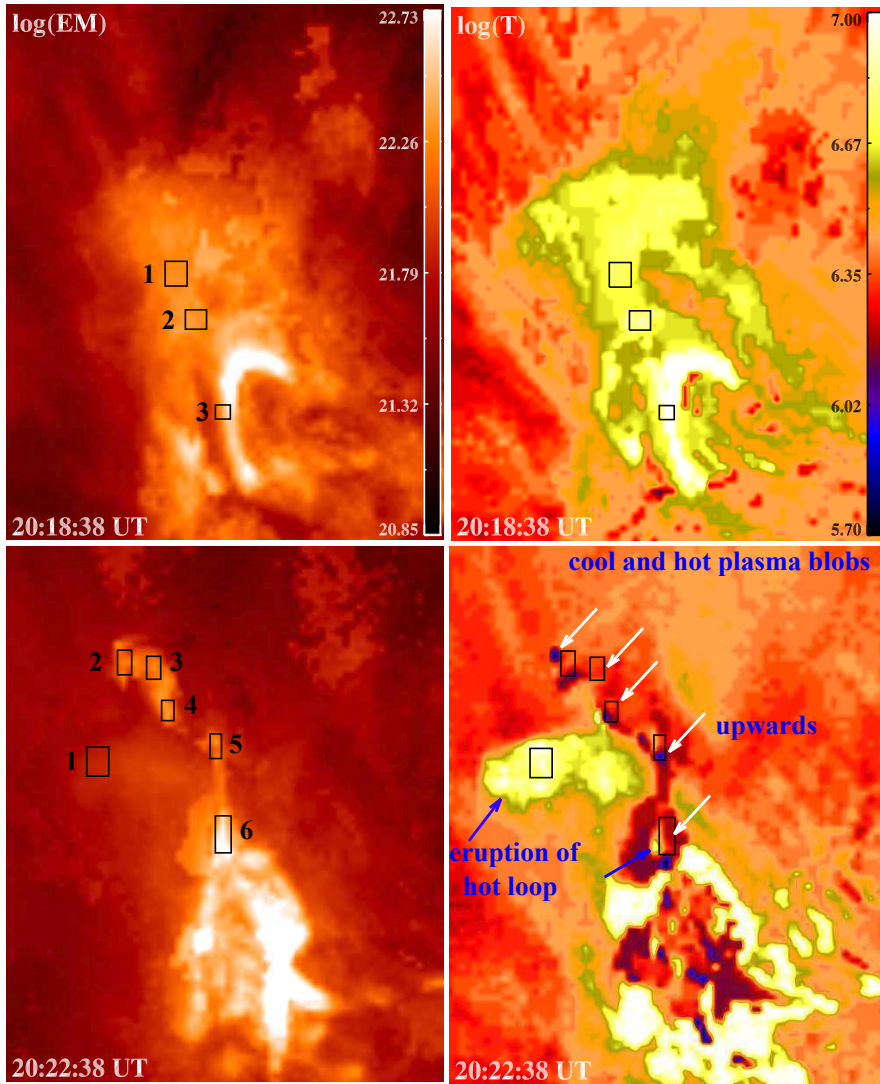 log(EM)
22.73
22.26
21.79
21.32
20.85
1
2
3
20:18:38 UT
log(T)
7.00
6.67
6.35
6.02
5.70
20:18:38 UT
2
3
4
5
1
6
20:22:38 UT
cool and hot plasma blobs
upwards
eruption of
hot loop
20:22:38 UT